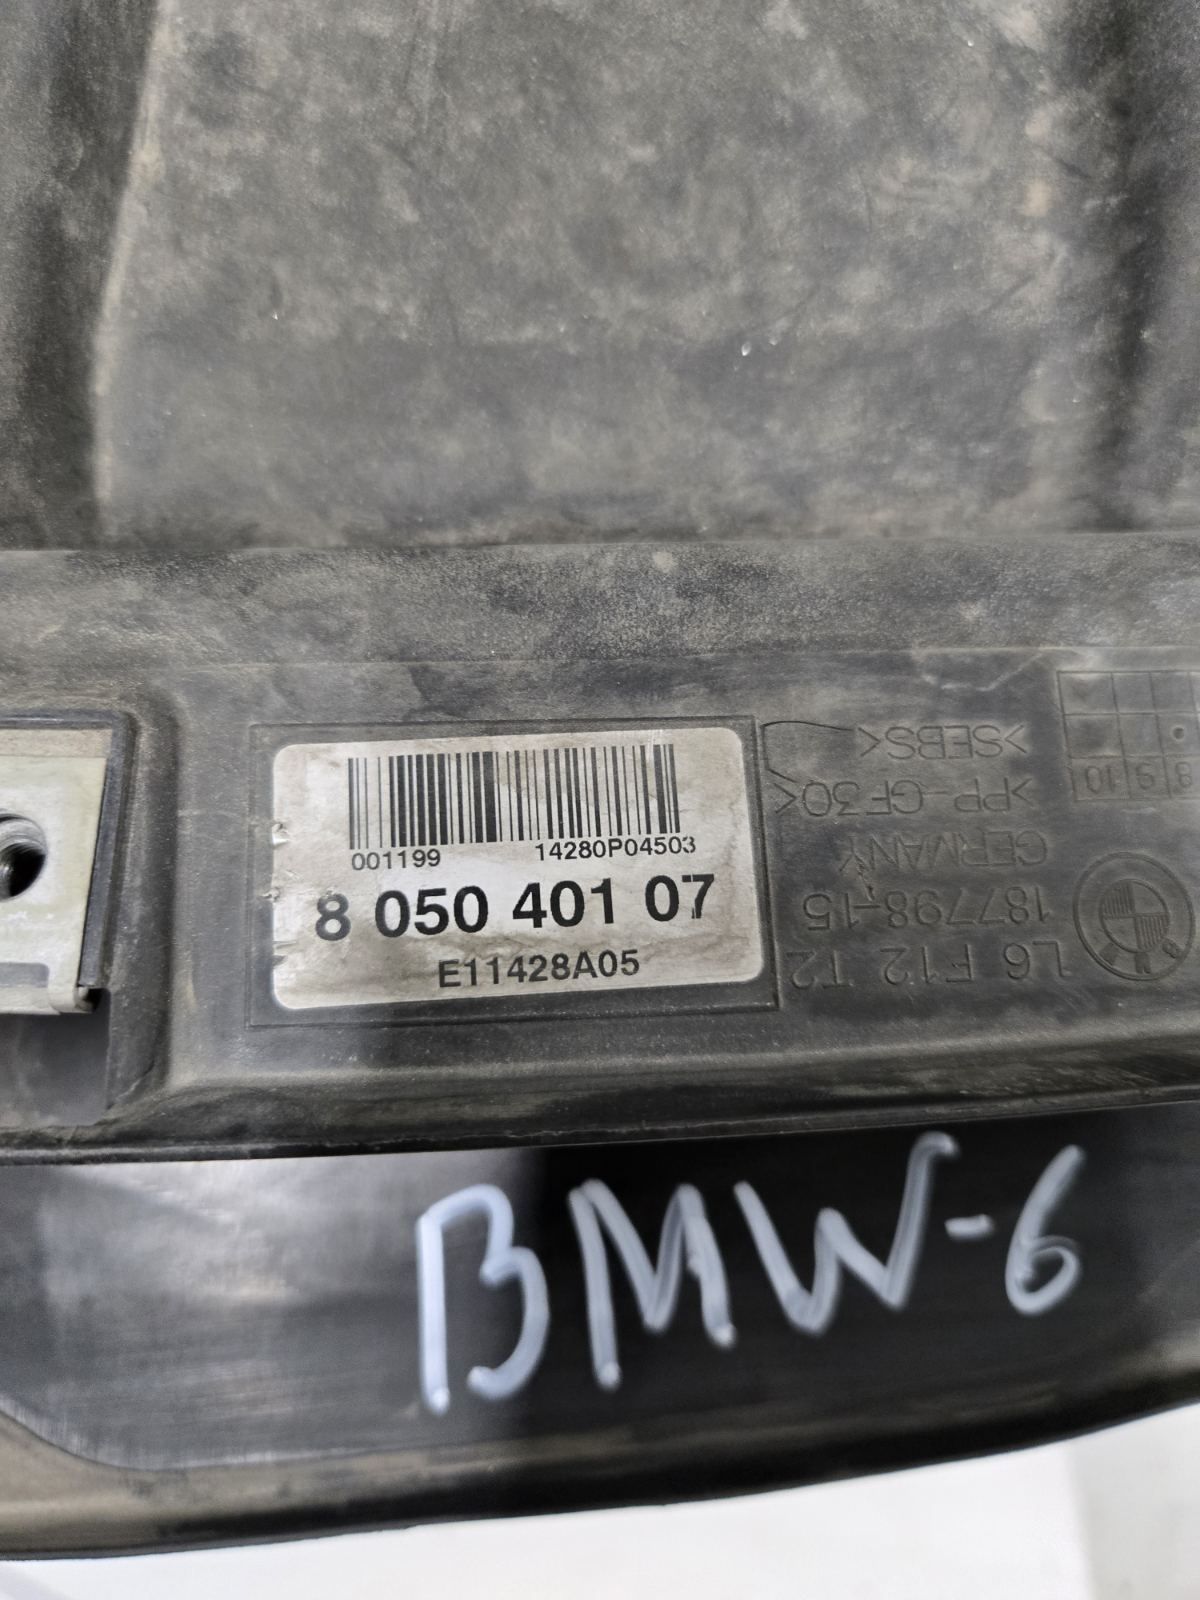 001199 14280P04503
8 050 401 07
E11428A05
L6 F12 T2
187798-15
GERMANY
>PP-GF30<
>SEBS<
8 9 10
BMW-6